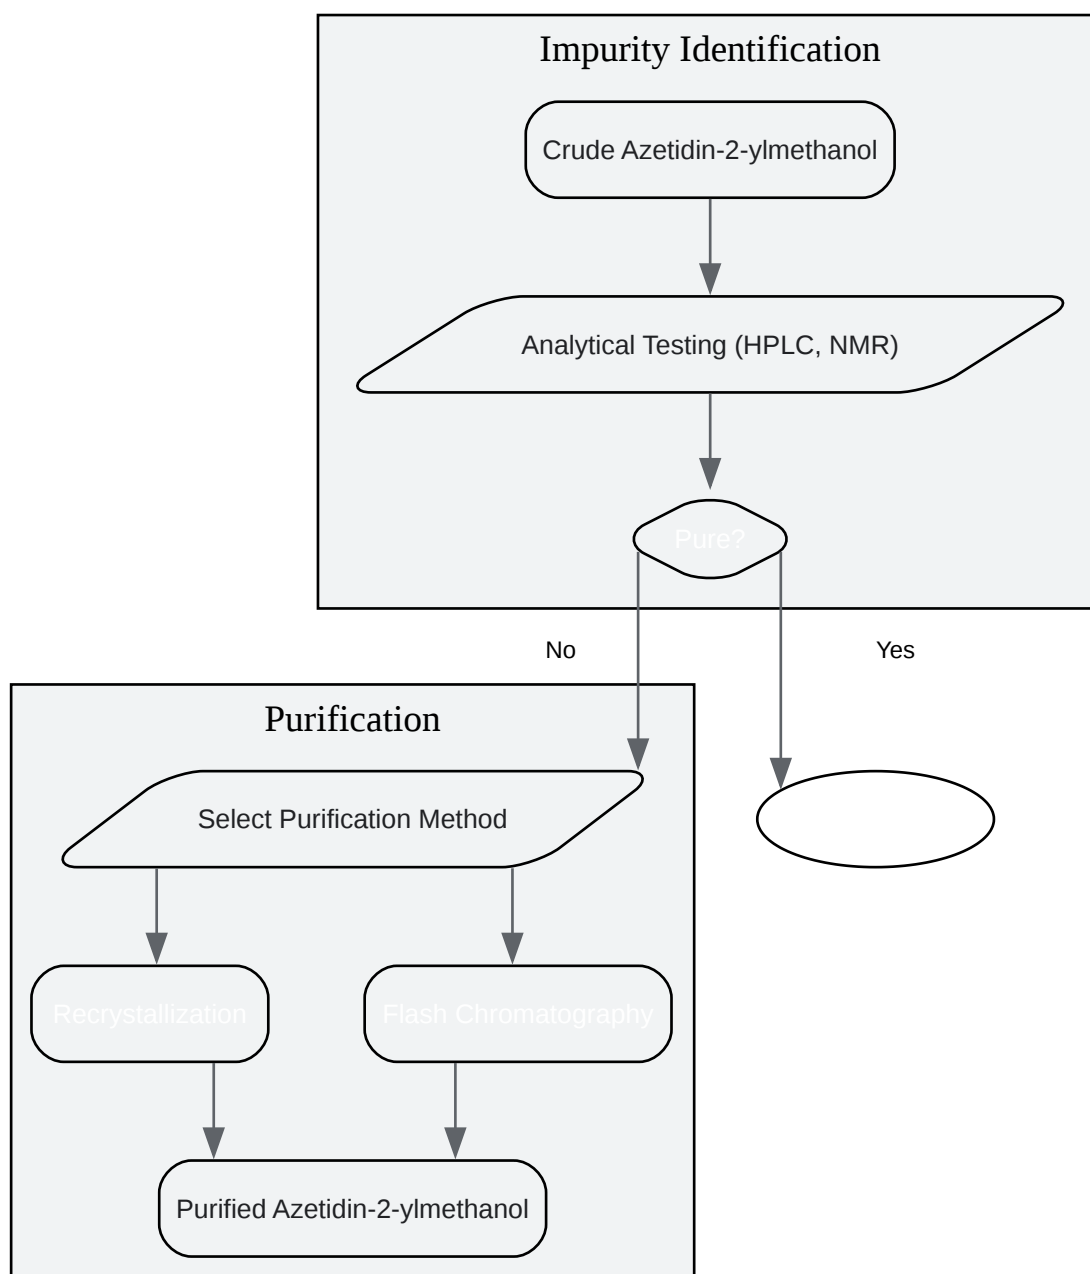 Impurity Identification
Crude Azetidin-2-ylmethanol
Analytical Testing (HPLC, NMR)
Pure?
No
Yes
Purification
Select Purification Method
Recrystallization
Flash Chromatography
Purified Azetidin-2-ylmethanol